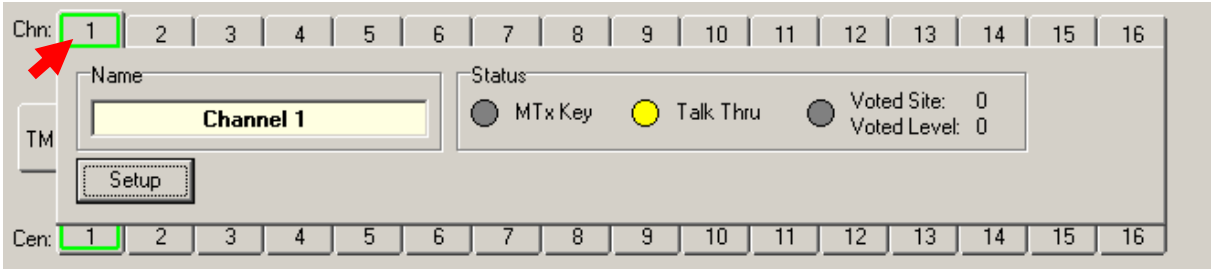 Chn: 1 2 3 4 5 6 7 8 9 10 11 12 13 14 15 16
Name
Channel 1
Status
MTx Key Talk Thru Voted Site: 0
Voted Level: 0
TM
Setup
Cen: 1 2 3 4 5 6 7 8 9 10 11 12 13 14 15 16